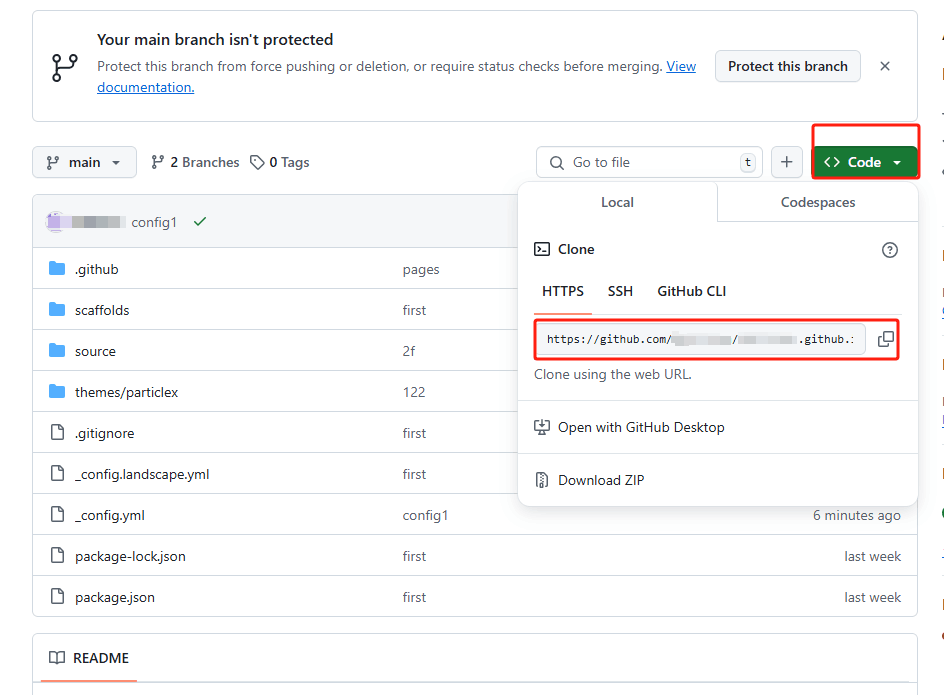 Your main branch isn't protected
Protect this branch from force pushing or deletion, or require status checks before merging. View
documentation.
Protect this branch
main
2 Branches
0 Tags
Go to file
t
Code
Local
Codespaces
config1
Clone
HTTPS
SSH
GitHub CLI
https://github.com/ / .github.
Clone using the web URL.
Open with GitHub Desktop
Download ZIP
.github
pages
scaffolds
first
source
2f
themes/particlex
122
.gitignore
first
_config.landscape.yml
first
_config.yml
config1
6 minutes ago
package-lock.json
first
last week
package.json
first
last week
README